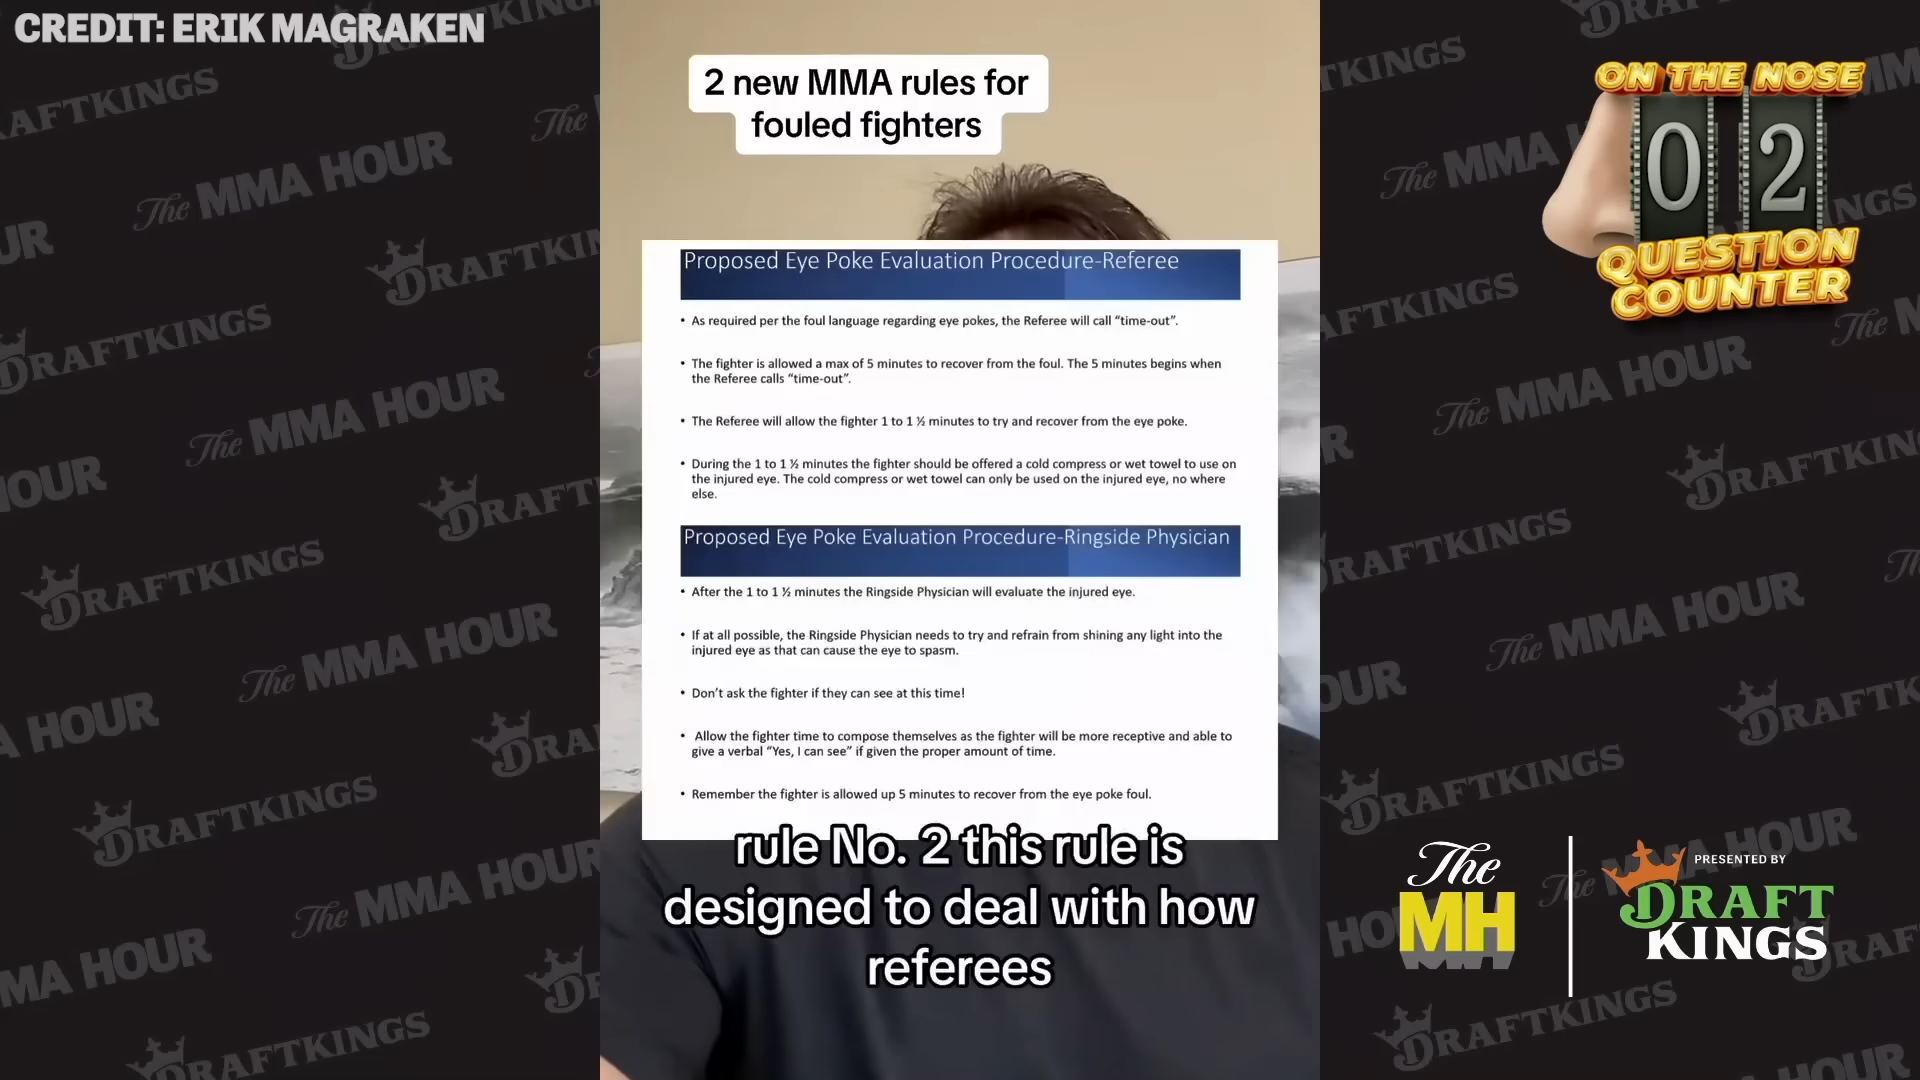 CREDIT: ERIK MAGRAKEN
2 new MMA rules for
fouled fighters
ON THE NOSE
02
QUESTION
COUNTER
Proposed Eye Poke Evaluation Procedure-Referee
• As required per the foul language regarding eye pokes, the Referee will call “time-out”.
• The fighter is allowed a max of 5 minutes to recover from the foul. The 5 minutes begins when
the Referee calls “time-out”.
• The Referee will allow the fighter 1 to 1 ½ minutes to try and recover from the eye poke.
• During the 1 to 1 ½ minutes the fighter should be offered a cold compress or wet towel to use on
the injured eye. The cold compress or wet towel can only be used on the injured eye, no where
else.
Proposed Eye Poke Evaluation Procedure-Ringside Physician
• After the 1 to 1 ½ minutes the Ringside Physician will evaluate the injured eye.
• If at all possible, the Ringside Physician needs to try and refrain from shining any light into the
injured eye as that can cause the eye to spasm.
• Don’t ask the fighter if they can see at this time!
• Allow the fighter time to compose themselves as the fighter will be more receptive and able to
give a verbal “Yes, I can see” if given the proper amount of time.
• Remember the fighter is allowed up 5 minutes to recover from the eye poke foul.
rule No. 2 this rule is
designed to deal with how
referees
The
MH
PRESENTED BY
DRAFT
KINGS
The MMA HOUR
DRAFTKINGS